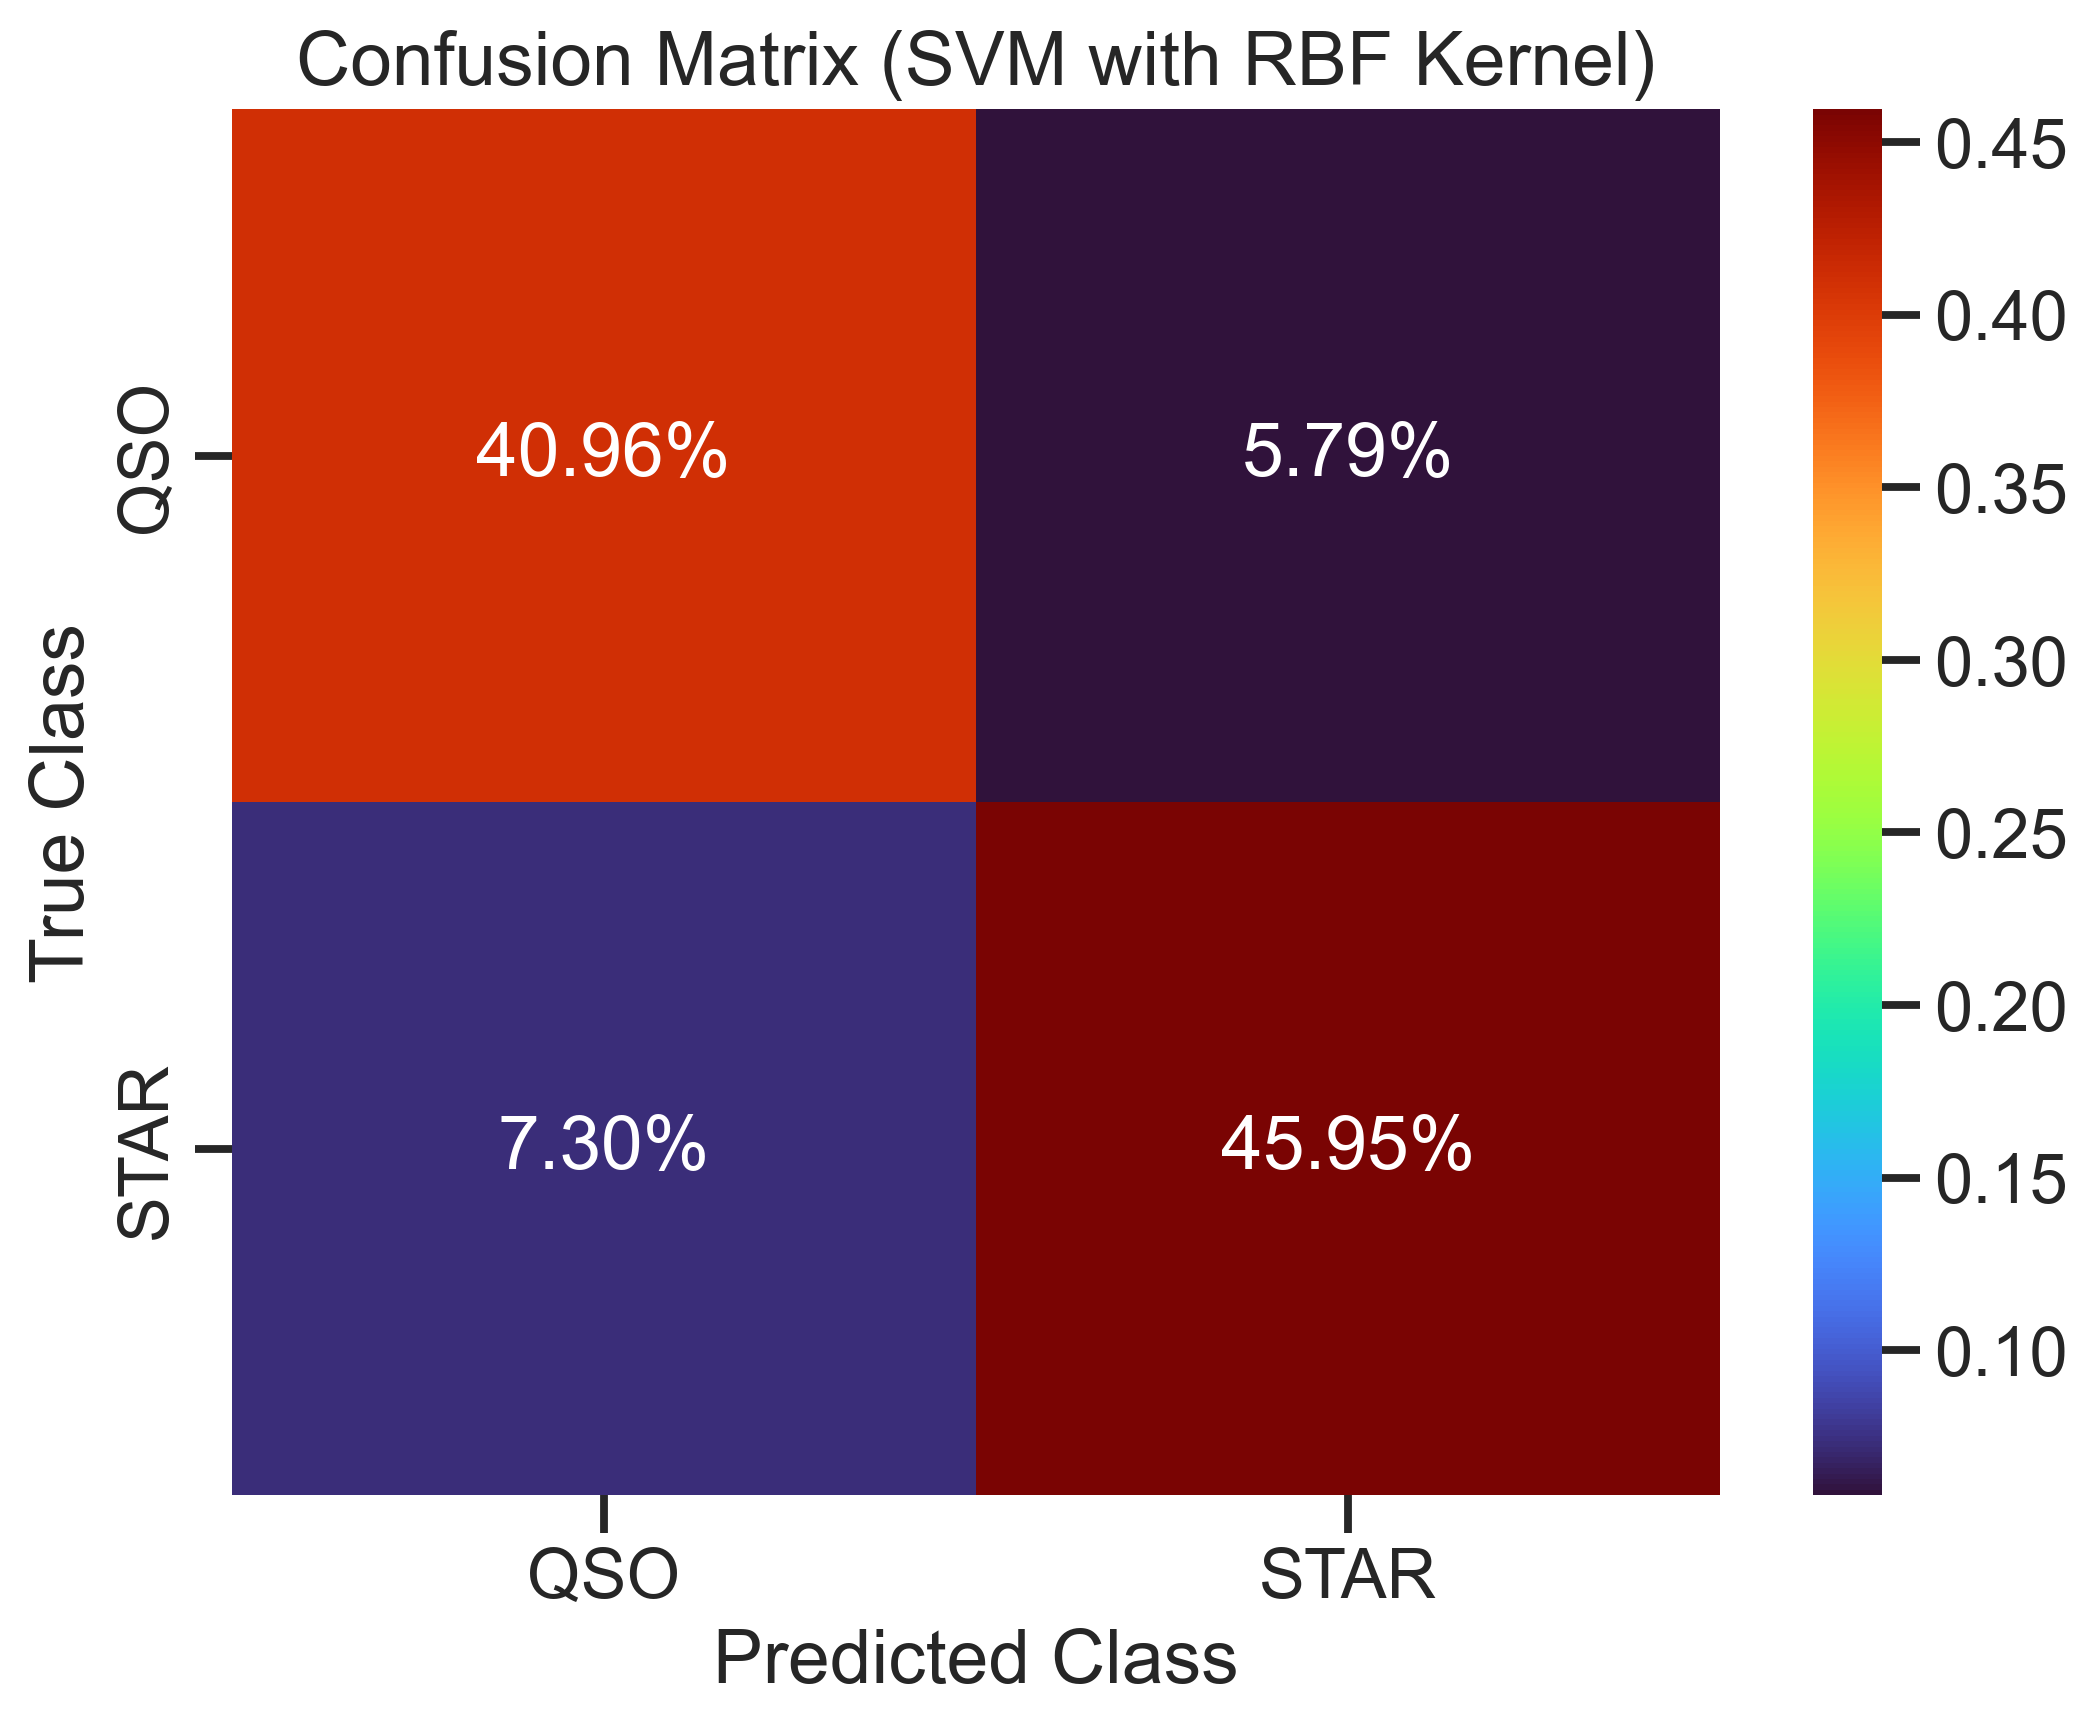 Confusion Matrix (SVM with RBF Kernel)
True Class
QSO
STAR
40.96%
5.79%
7.30%
45.95%
QSO
STAR
Predicted Class
0.45
0.40
0.35
0.30
0.25
0.20
0.15
0.10